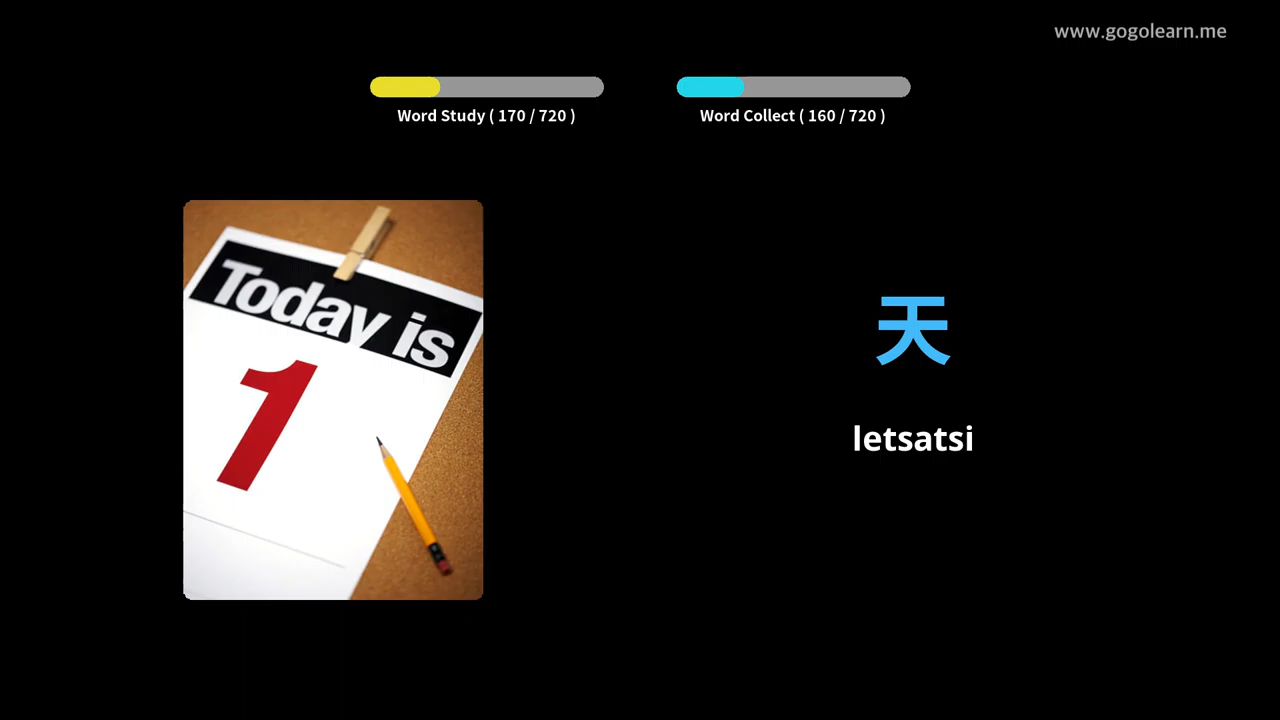 www.gogolearn.me
Word Study ( 170 / 720 )
Word Collect ( 160 / 720 )
Today is
1
天
letsatsi